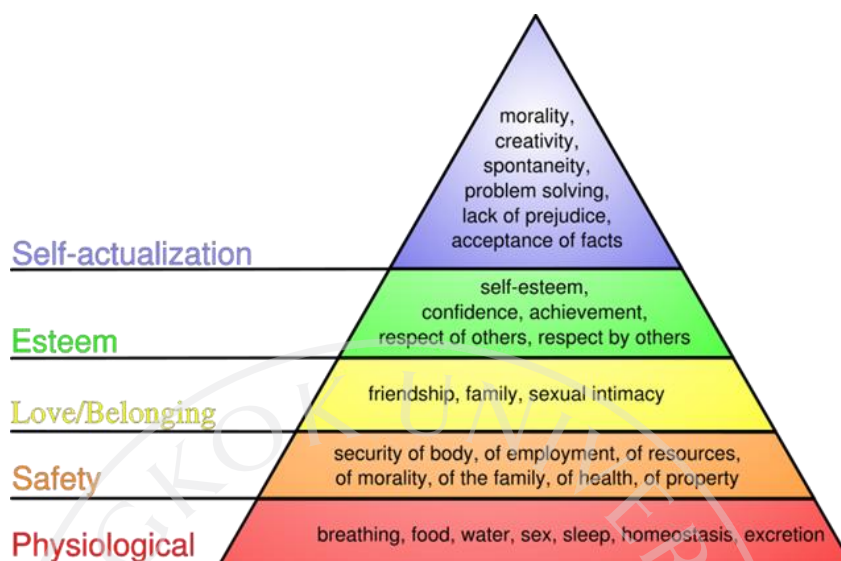 morality,
creativity,
spontaneity,
problem solving,
lack of prejudice,
acceptance of facts
Self-actualization
self-esteem,
confidence, achievement,
respect of others, respect by others
Esteem
friendship, family, sexual intimacy
Love/Belonging
security of body, of employment, of resources,
of morality, of the family, of health, of property
Safety
breathing, food, water, sex, sleep, homeostasis, excretion
Physiological
GKOK UNIVER